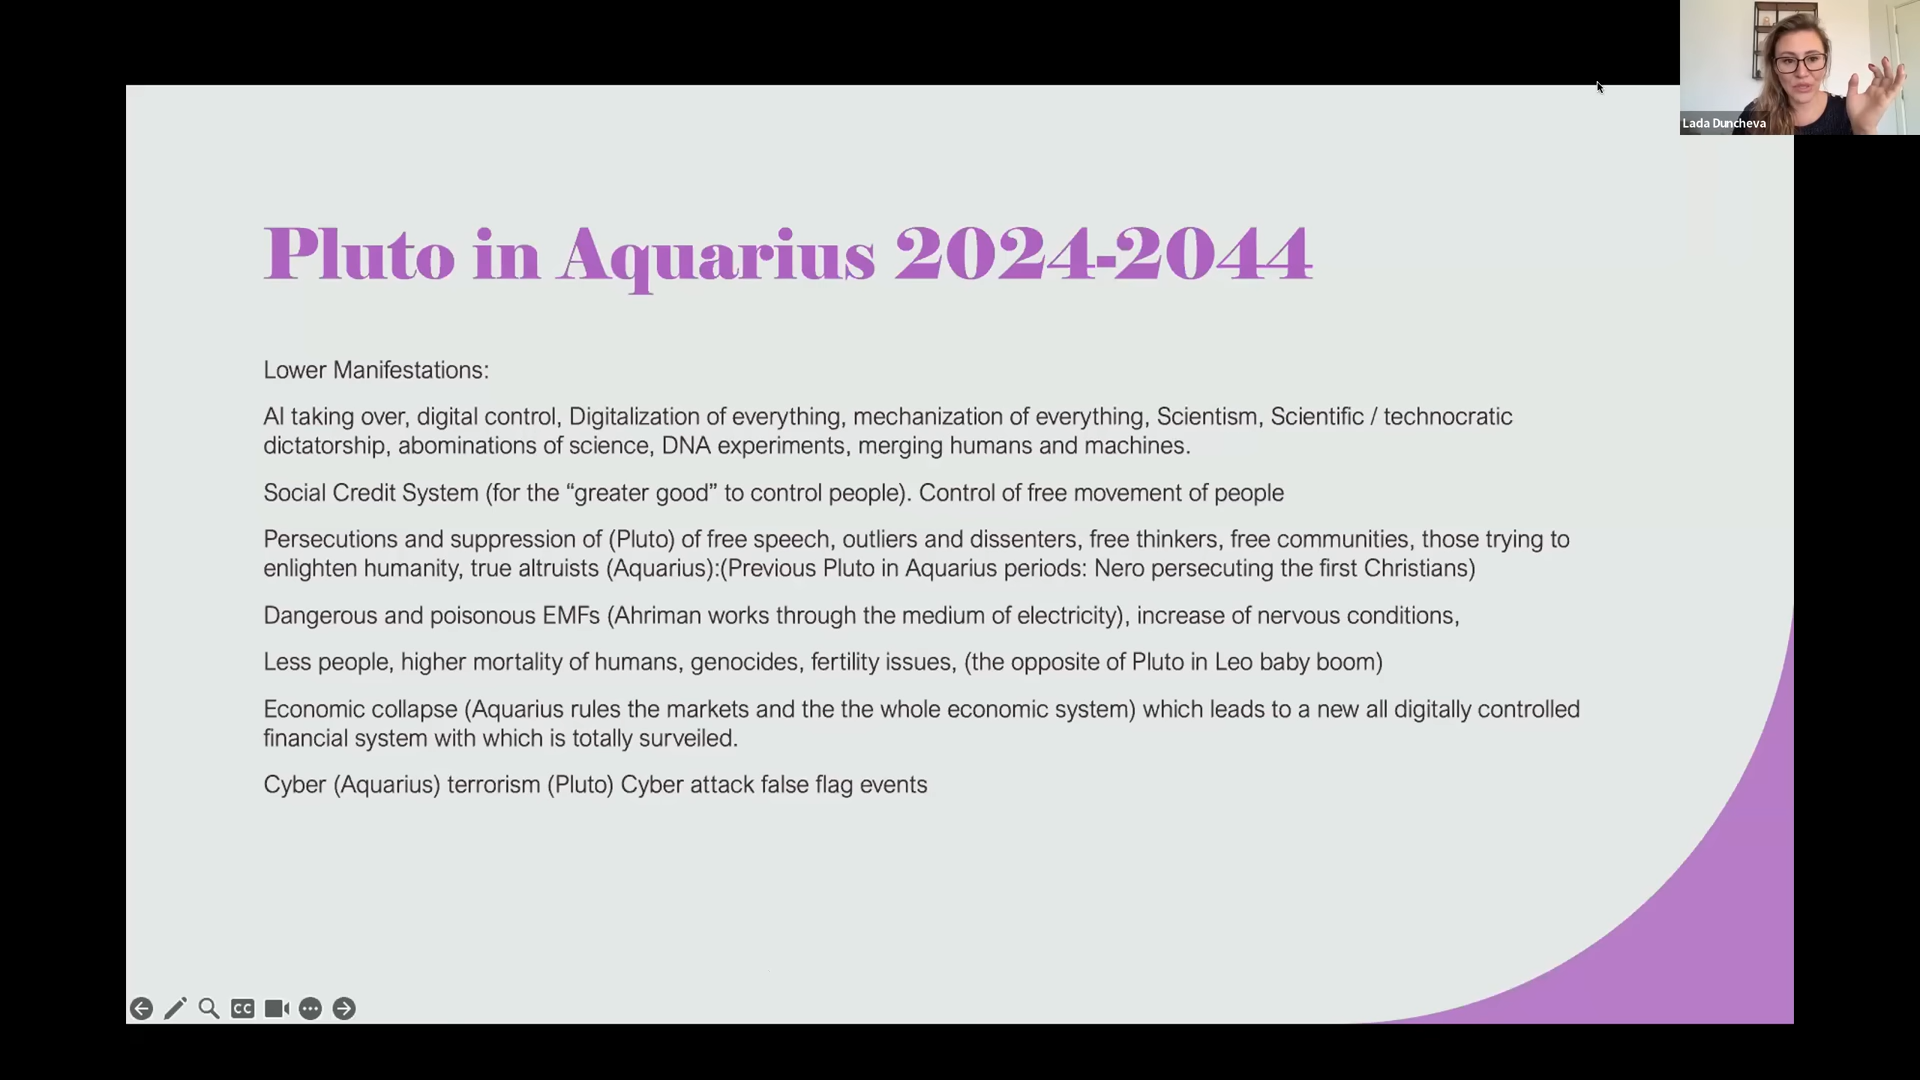 Lada Duncheva
Pluto in Aquarius 2024-2044
Lower Manifestations:
AI taking over, digital control, Digitalization of everything, mechanization of everything, Scientism, Scientific / technocratic
dictatorship, abominations of science, DNA experiments, merging humans and machines.
Social Credit System (for the “greater good” to control people). Control of free movement of people
Persecutions and suppression of (Pluto) of free speech, outliers and dissenters, free thinkers, free communities, those trying to
enlighten humanity, true altruists (Aquarius):(Previous Pluto in Aquarius periods: Nero persecuting the first Christians)
Dangerous and poisonous EMFs (Ahriman works through the medium of electricity), increase of nervous conditions,
Less people, higher mortality of humans, genocides, fertility issues, (the opposite of Pluto in Leo baby boom)
Economic collapse (Aquarius rules the markets and the the whole economic system) which leads to a new all digitally controlled
financial system with which is totally surveiled.
Cyber (Aquarius) terrorism (Pluto) Cyber attack false flag events
CC